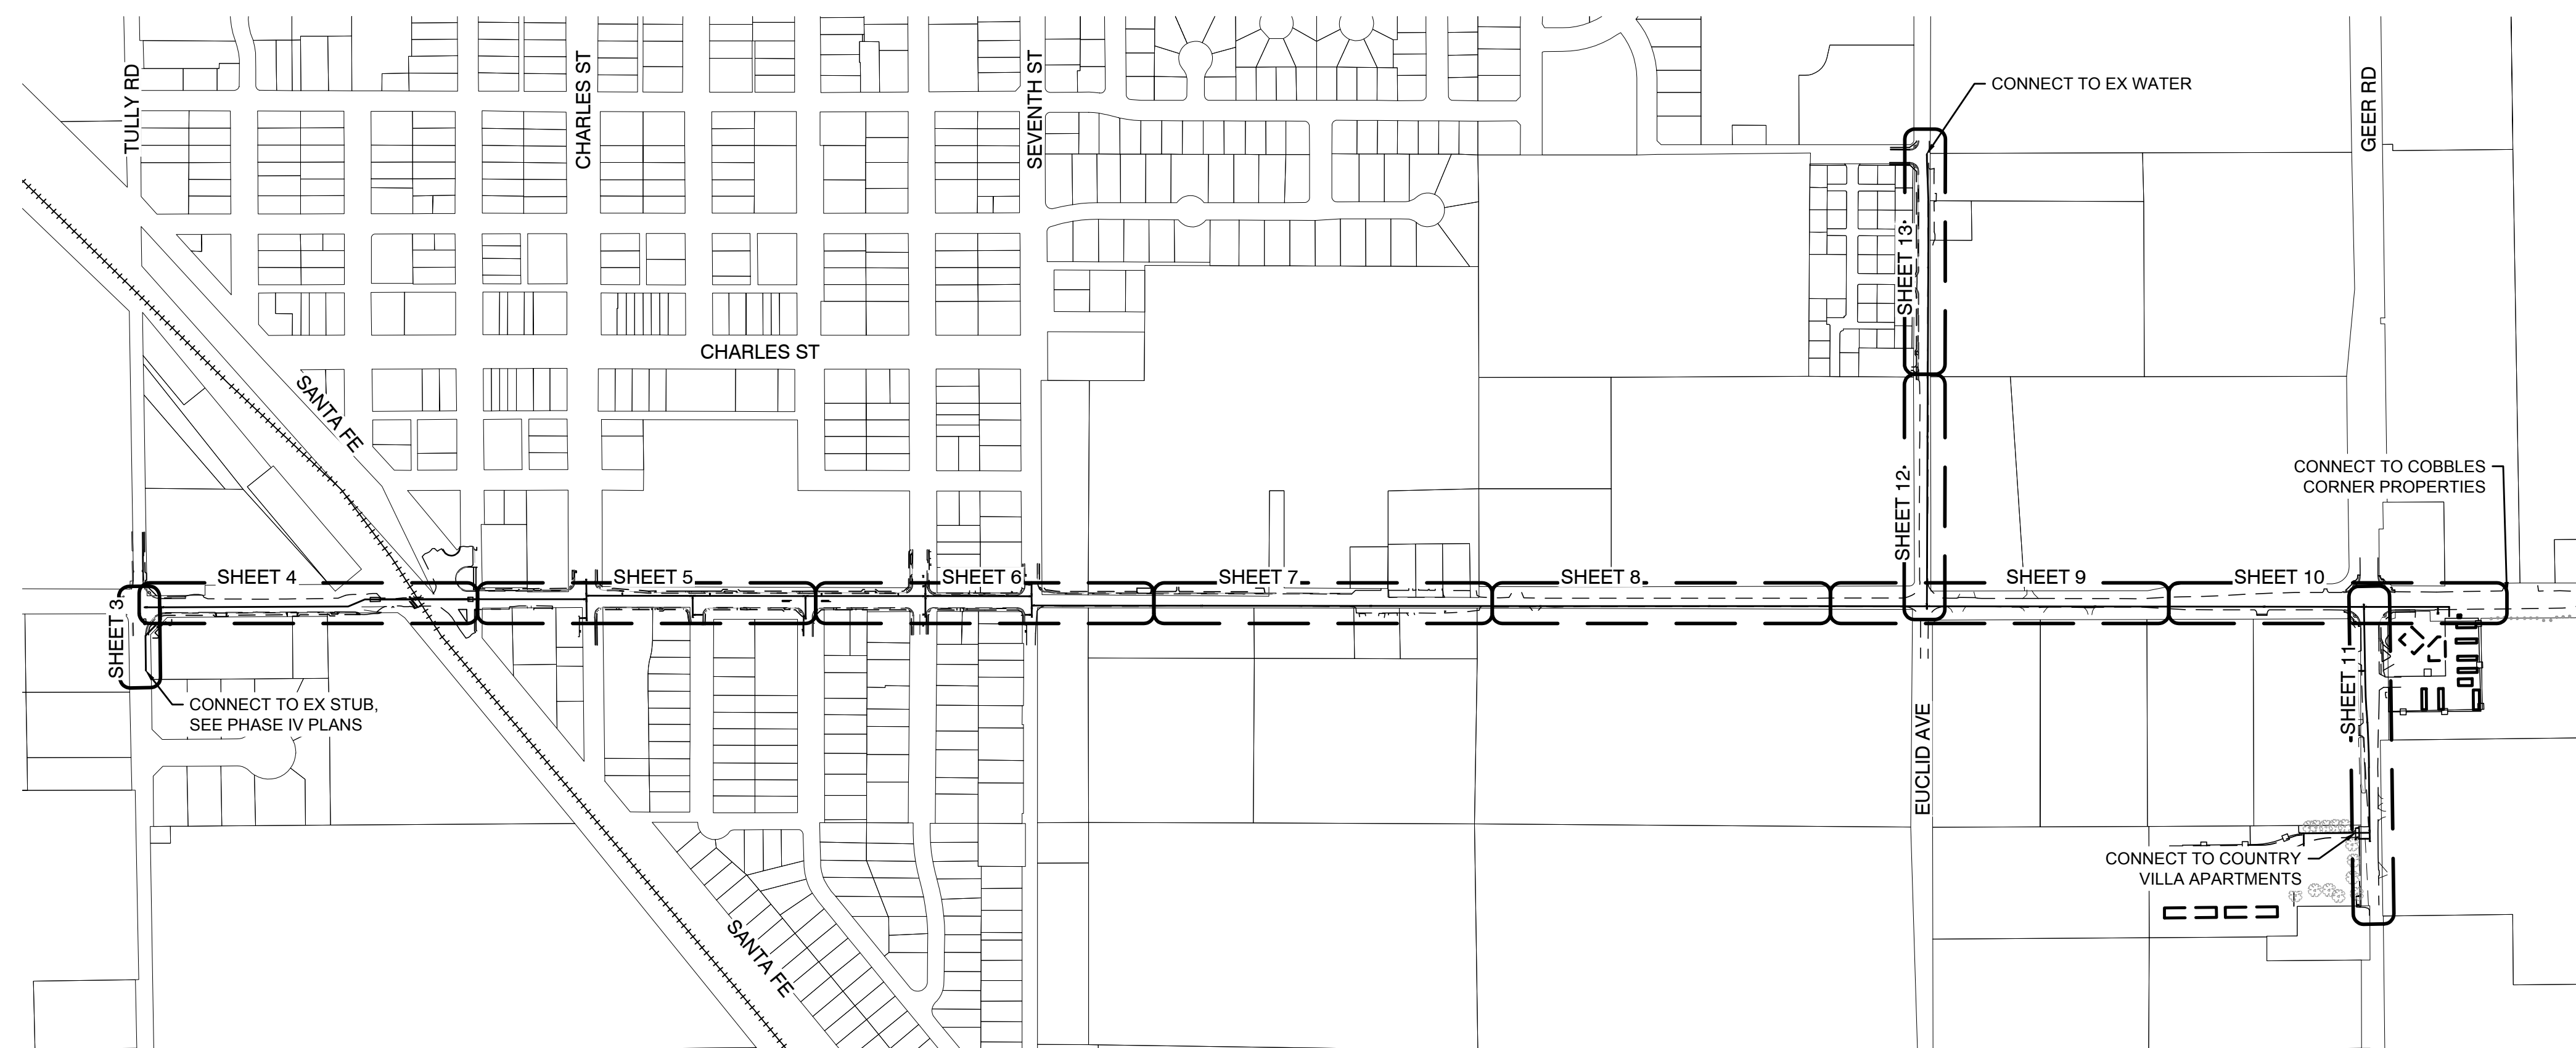 TULLY RD
CHARLES ST
SEVENTH ST
CONNECT TO EX WATER
GEER RD
SHEET 13
CHARLES ST
SANTA FE
CONNECT TO COBBLES
CORNER PROPERTIES
SHEET 12
SHEET 3
SHEET 4
SHEET 5
SHEET 6
SHEET 7
SHEET 8
SHEET 9
SHEET 10
SHEET 11
CONNECT TO EX STUB,
SEE PHASE IV PLANS
EUCLID AVE
CONNECT TO COUNTRY
VILLA APARTMENTS
SANTA FE